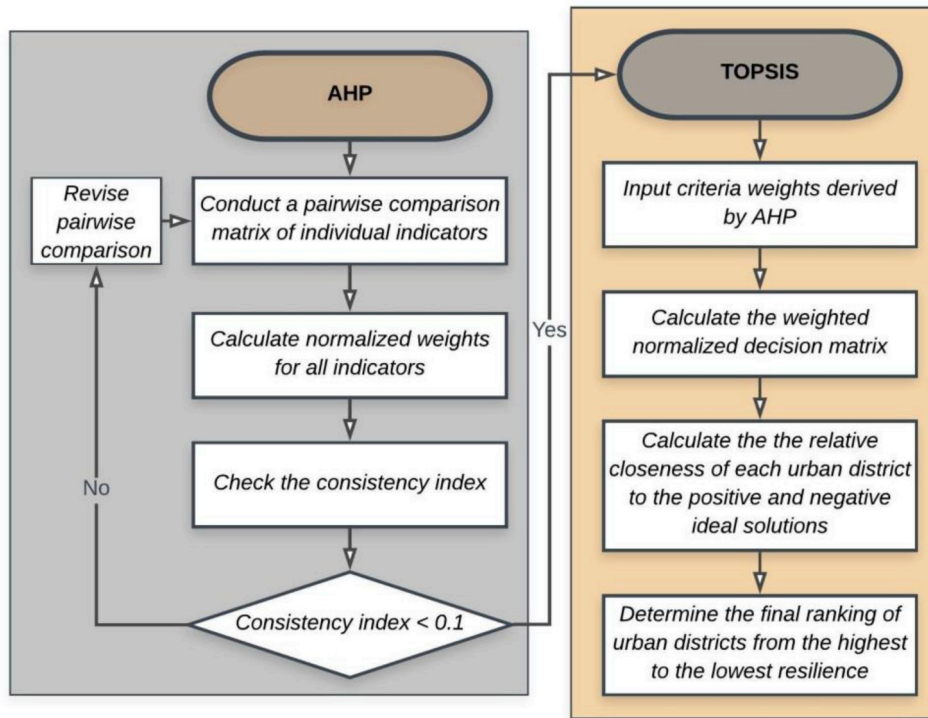 AHP
Revise
pairwise
comparison
Conduct a pairwise comparison
matrix of individual indicators
Calculate normalized weights
for all indicators
Check the consistency index
No
Consistency index < 0.1
Yes
TOPSIS
Input criteria weights derived
by AHP
Calculate the weighted
normalized decision matrix
Calculate the the relative
closeness of each urban district
to the positive and negative
ideal solutions
Determine the final ranking of
urban districts from the highest
to the lowest resilience